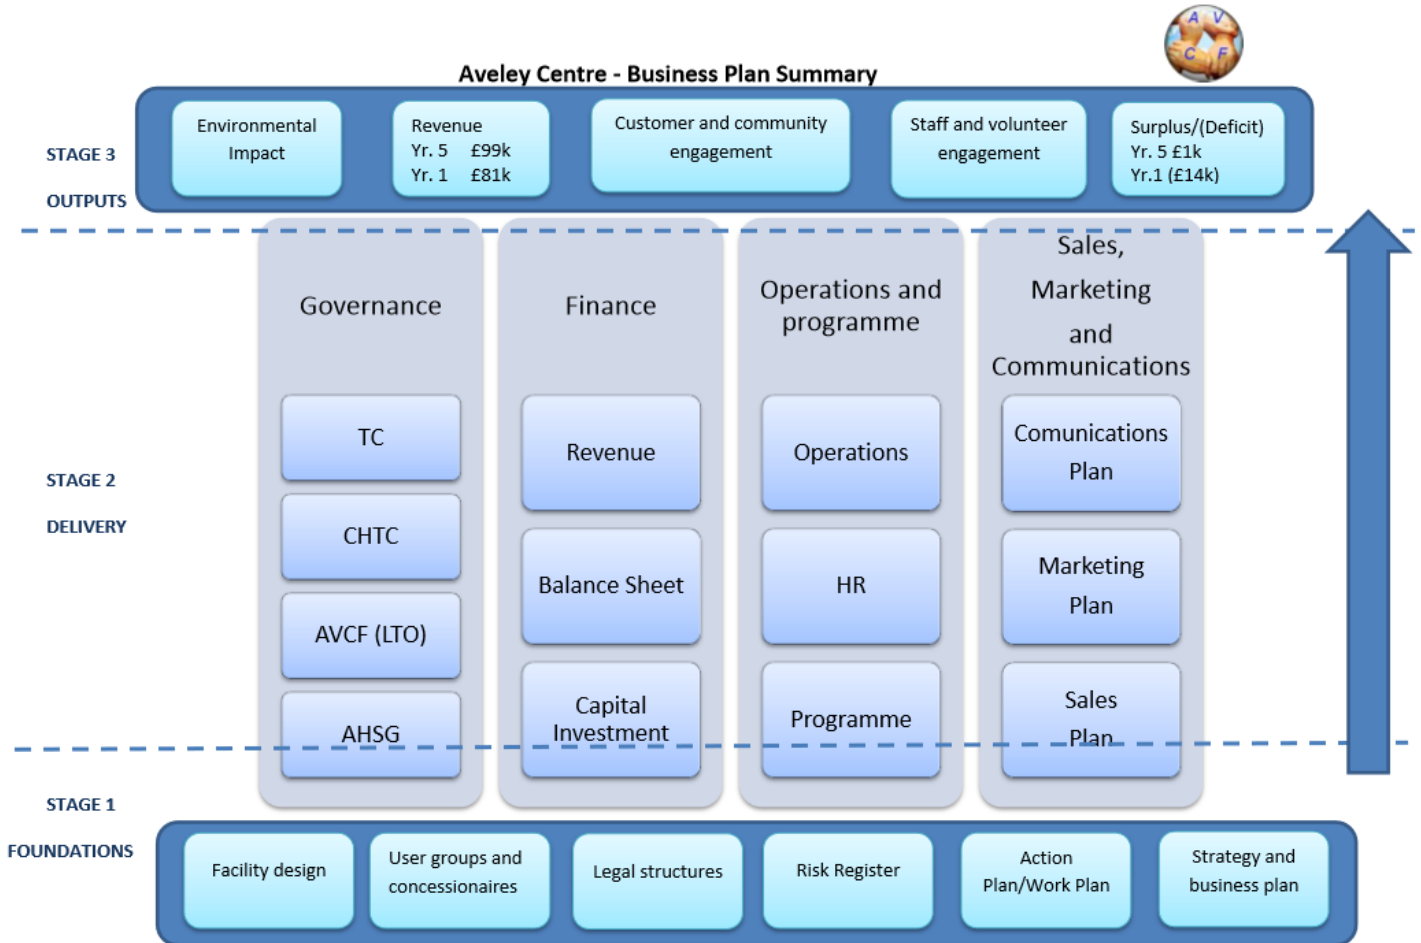 A V
C F
Aveley Centre - Business Plan Summary
STAGE 3
OUTPUTS
Environmental
Impact
Revenue
Yr. 5 £99k
Yr. 1 £81k
Customer and community
engagement
Staff and volunteer
engagement
Surplus/(Deficit)
Yr. 5 £1k
Yr.1 (£14k)
STAGE 2
DELIVERY
Governance
TC
CHTC
AVCF (LTO)
AHSG
Finance
Revenue
Balance Sheet
Capital
Investment
Operations and
programme
Operations
HR
Programme
Sales,
Marketing
and
Communications
Comunications
Plan
Marketing
Plan
Sales
Plan
STAGE 1
FOUNDATIONS
Facility design
User groups and
concessionaires
Legal structures
Risk Register
Action
Plan/Work Plan
Strategy and
business plan